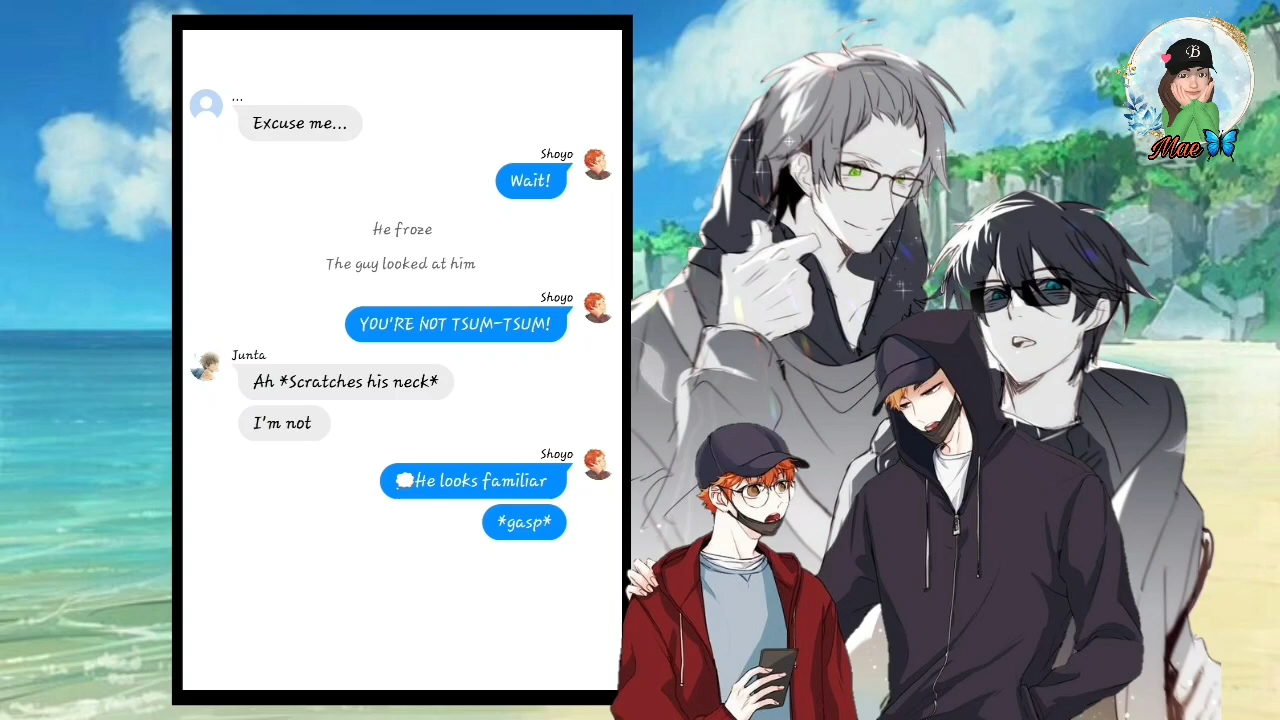 ...
Excuse me...
Shoyo
Wait!
He froze
The guy looked at him
Shoyo
YOU'RE NOT TSUM-TSUM!
Junta
Ah *Scratches his neck*
I'm not
Shoyo
He looks familiar
*gasp*
B
Mae